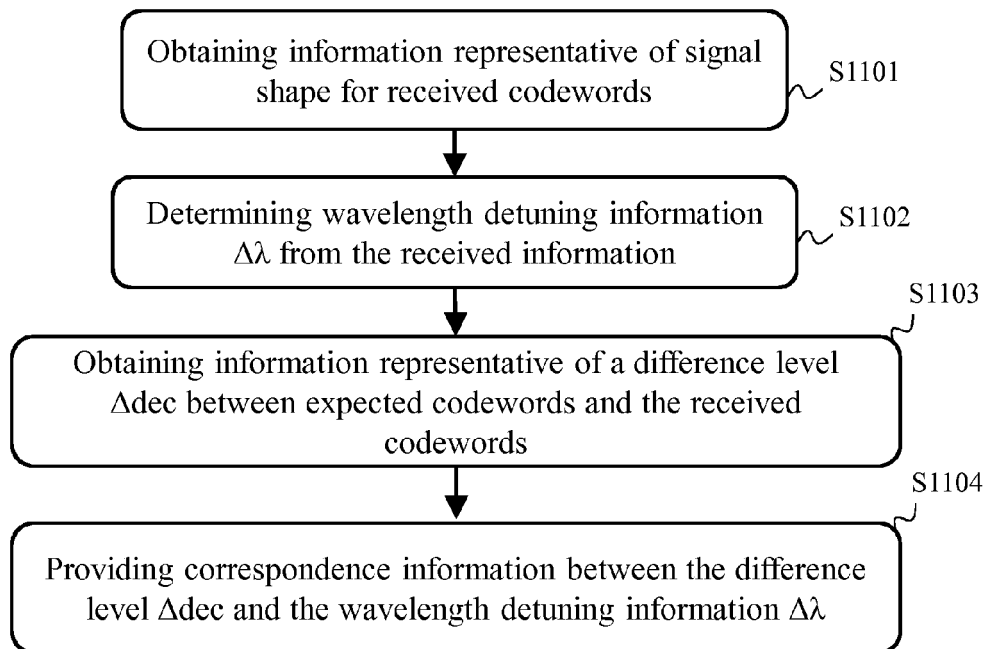 Obtaining information representative of signal
shape for received codewords
S1101
Determining wavelength detuning information
Δλ from the received information
S1102
S1103
Obtaining information representative of a difference level
Δdec between expected codewords and the received
codewords
S1104
Providing correspondence information between the difference
level Δdec and the wavelength detuning information Δλ